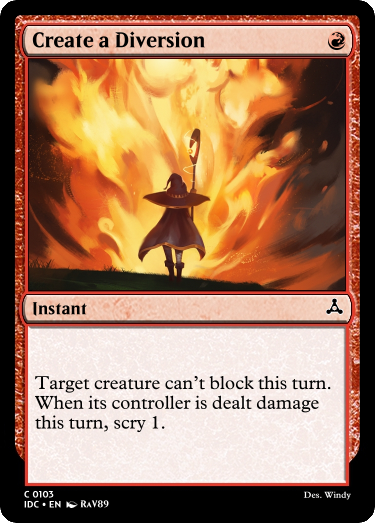 Create a Diversion
Instant
Target creature can't block this turn.
When its controller is dealt damage
this turn, scry 1.
C 0103
IDC • EN RaV89
Des. Windy